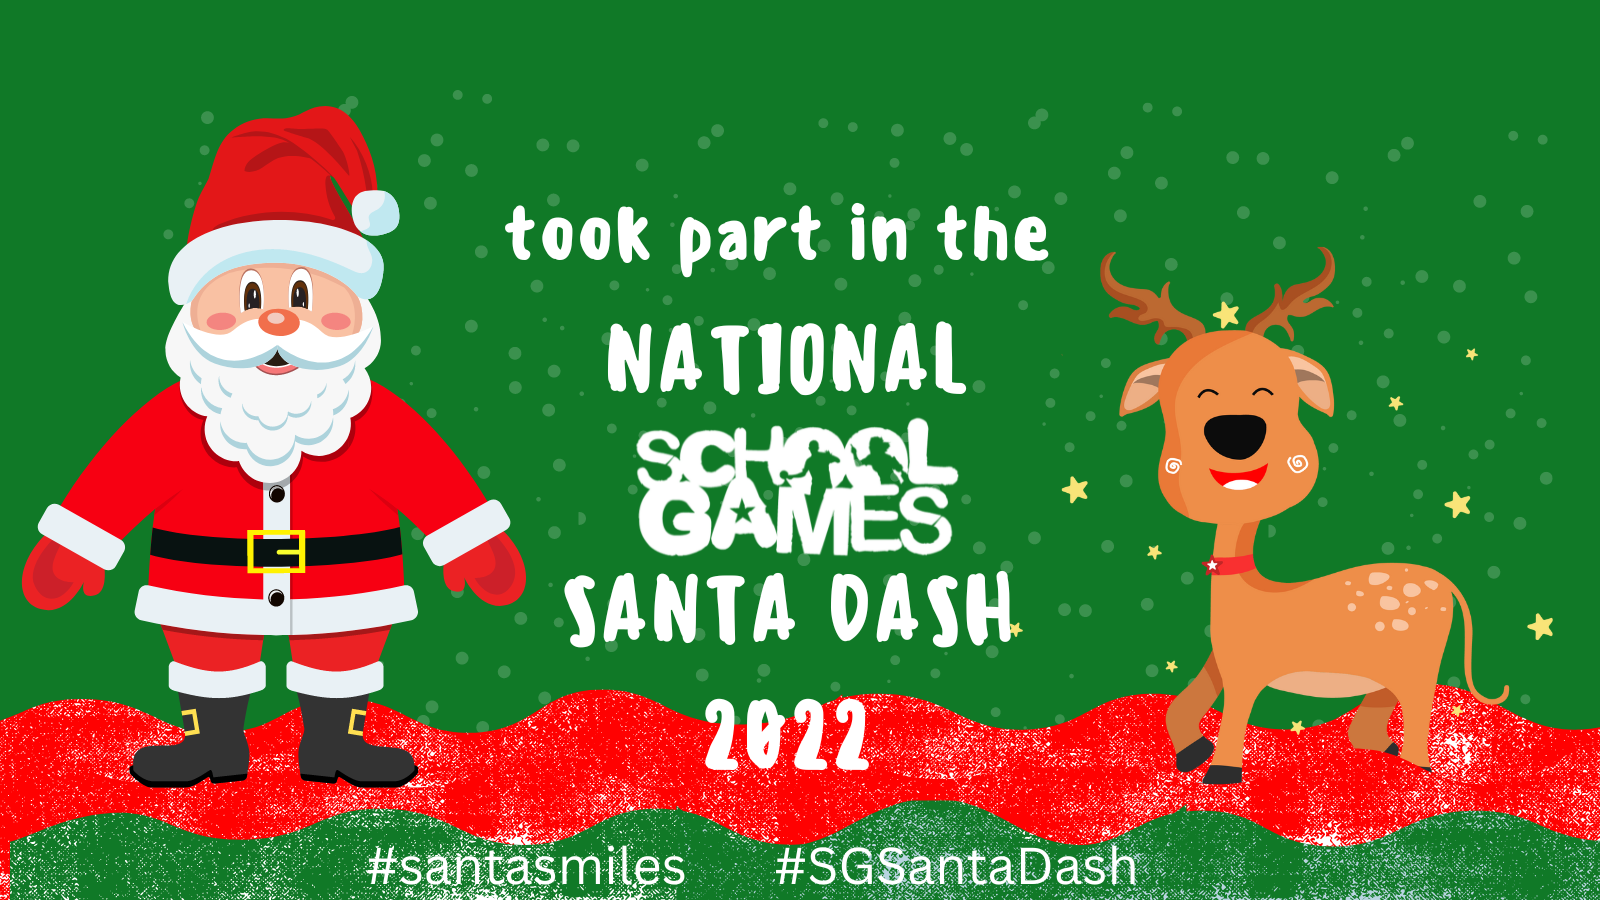 took part in the
NATIONAL
SCHOOL
GAMES
SANTA DASH
2022
#santasmiles #SGSantaDash